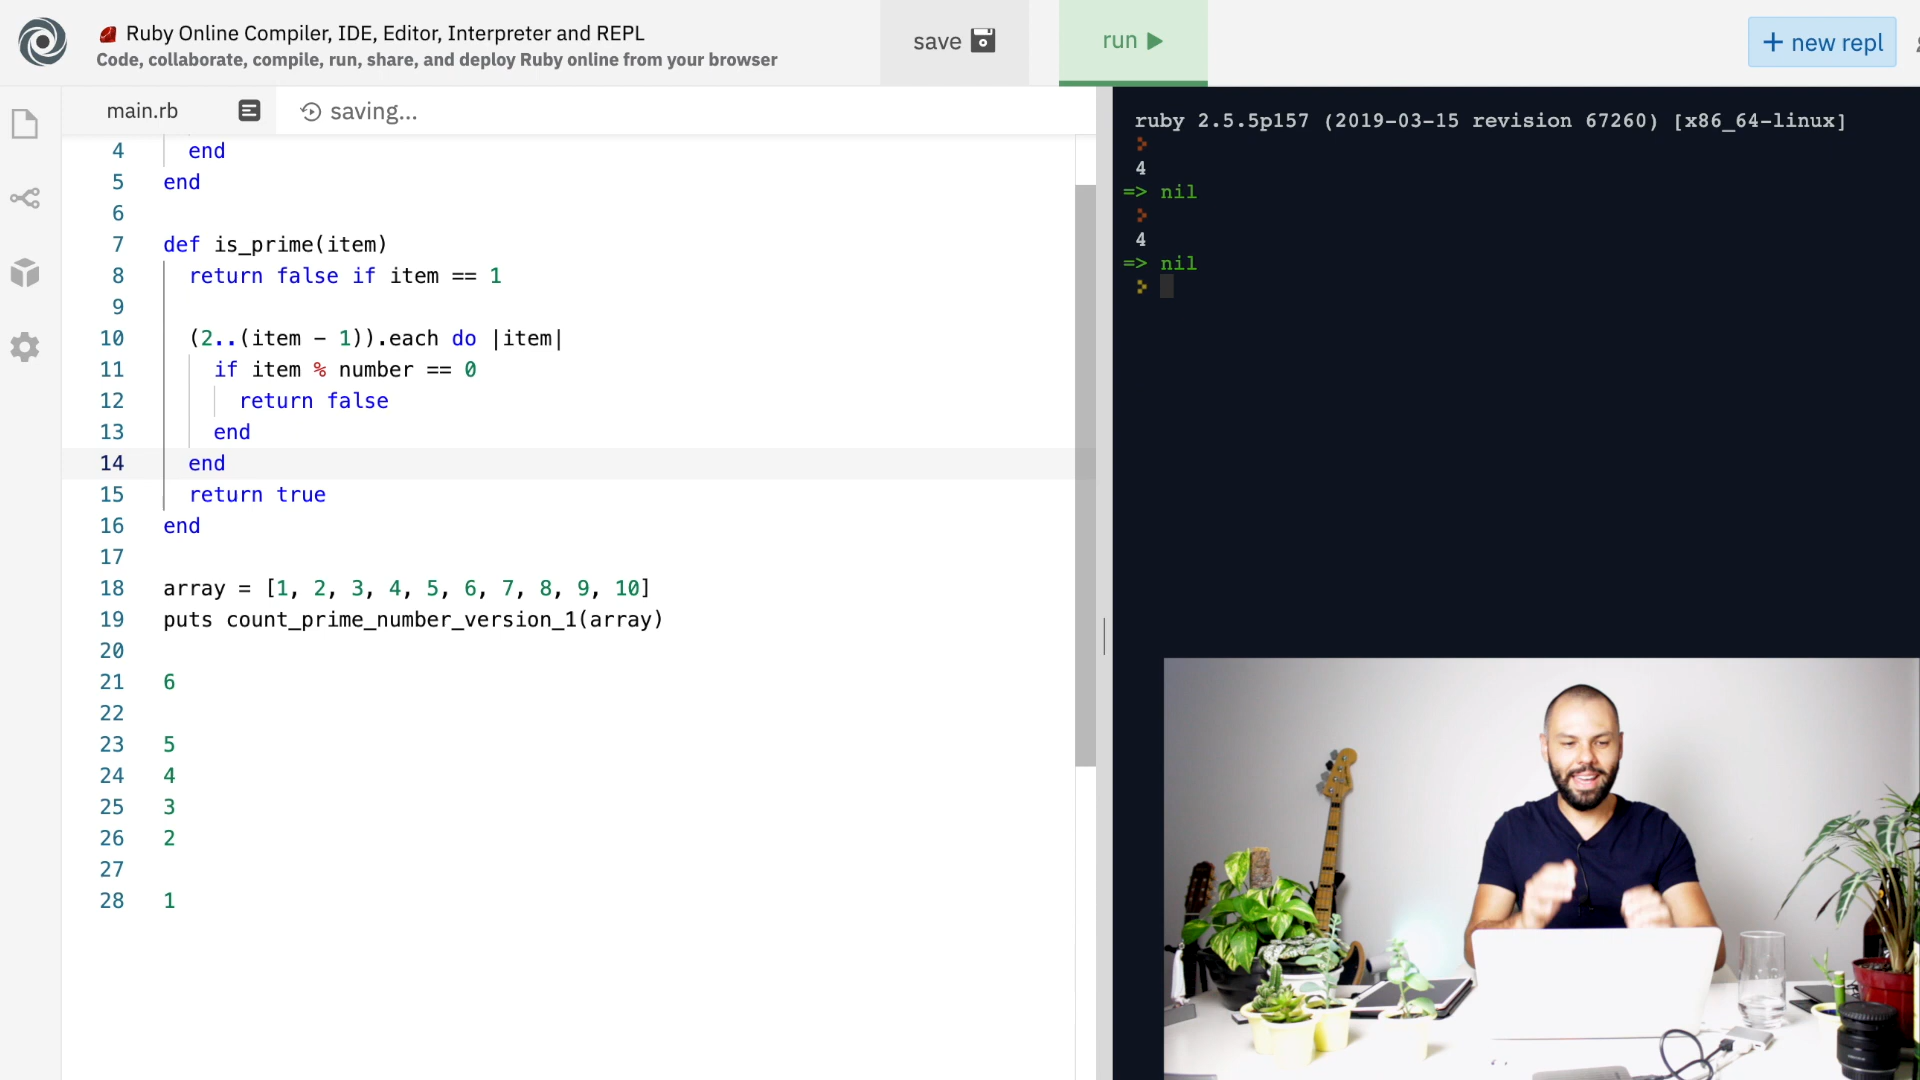 Ruby Online Compiler, IDE, Editor, Interpreter and REPL
Code, collaborate, compile, run, share, and deploy Ruby online from your browser
save
run
+ new repl
main.rb
saving...
4 end
5 end
6
7 def is_prime(item)
8 return false if item == 1
9
10 (2..(item - 1)).each do |item|
11 if item % number == 0
12 return false
13 end
14 end
15 return true
16 end
17
18 array = [1, 2, 3, 4, 5, 6, 7, 8, 9, 10]
19 puts count_prime_number_version_1(array)
20
21 6
22
23 5
24 4
25 3
26 2
27
28 1
ruby 2.5.5p157 (2019-03-15 revision 67260) [x86_64-linux]
4
=> nil
4
=> nil